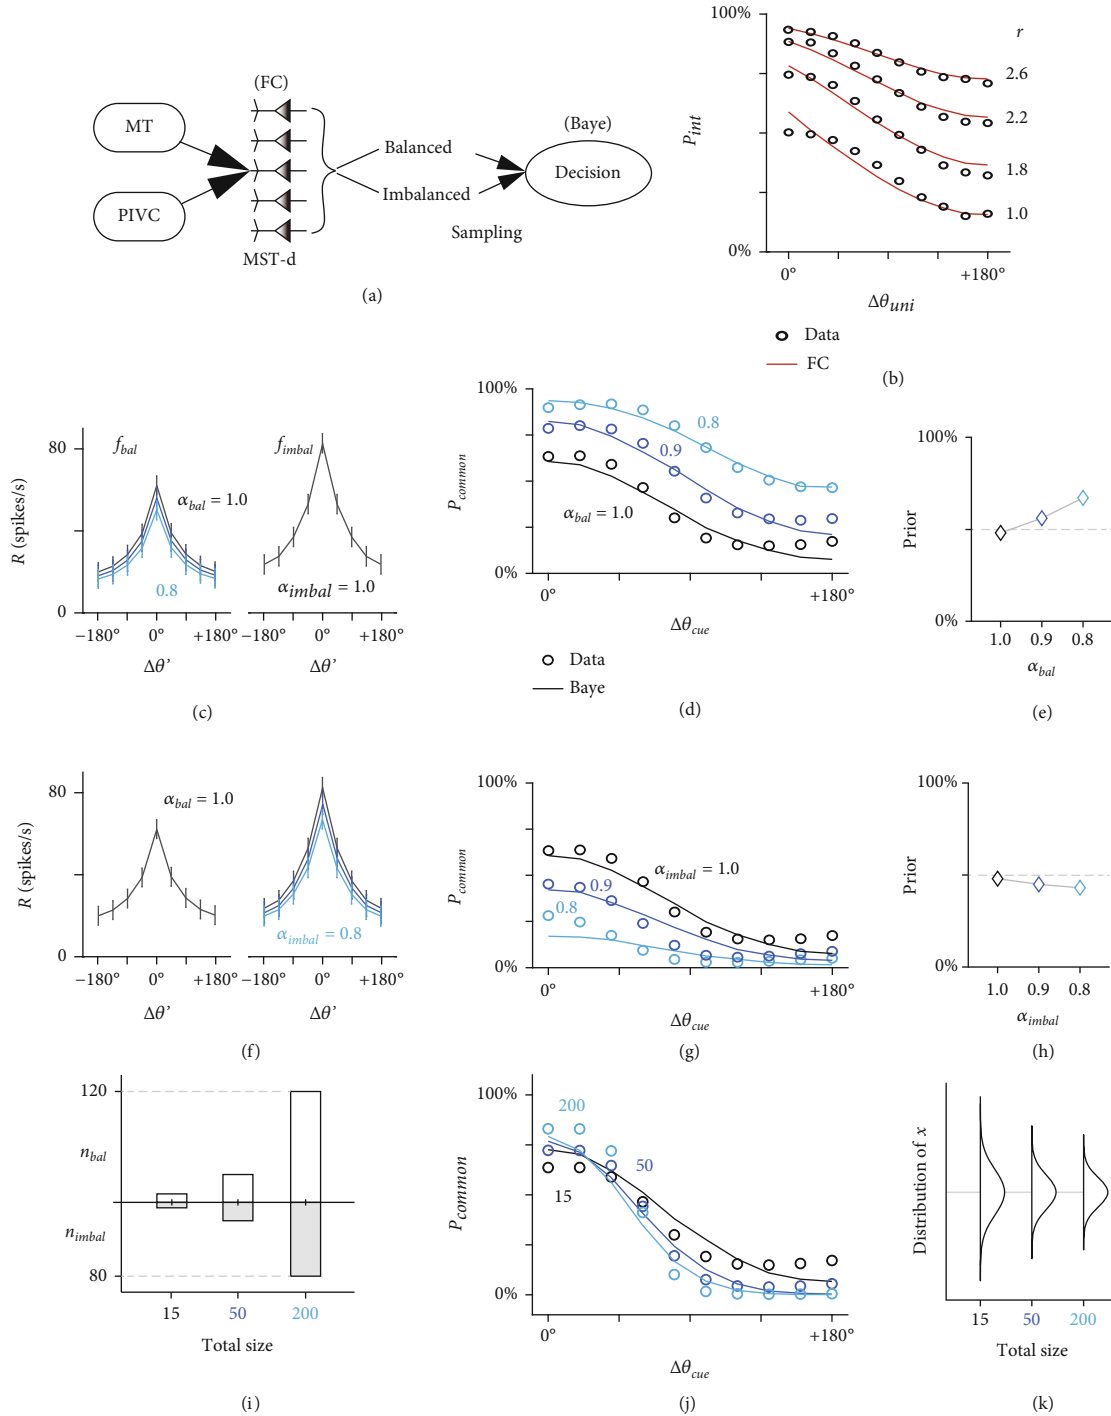 MT
PIVC
(FC)
MST-d
Balanced
Imbalanced
Sampling
(Baye)
Decision
(a)
100%
P_int
0%
0°
+180°
Δθ_uni
r
2.6
2.2
1.8
1.0
Data
FC
(b)
80
R (spikes/s)
0
f_bal
α_bal = 1.0
0.8
−180°
0°
+180°
Δθ’
f_imbal
α_imbal = 1.0
−180°
0°
+180°
Δθ’
(c)
100%
P_common
0%
0.8
0.9
α_bal = 1.0
0°
+180°
Δθ_cue
Data
Baye
(d)
100%
Prior
0%
1.0
0.9
0.8
α_bal
(e)
80
R (spikes/s)
0
α_bal = 1.0
−180°
0°
+180°
Δθ’
α_imbal = 0.8
−180°
0°
+180°
Δθ’
(f)
100%
P_common
0%
α_imbal = 1.0
0.9
0.8
0°
+180°
Δθ_cue
(g)
100%
Prior
0%
1.0
0.9
0.8
α_imbal
(h)
120
n_bal
n_imbal
80
15
50
200
Total size
(i)
100%
P_common
0%
200
50
15
0°
+180°
Δθ_cue
(j)
Distribution of x
15
50
200
Total size
(k)